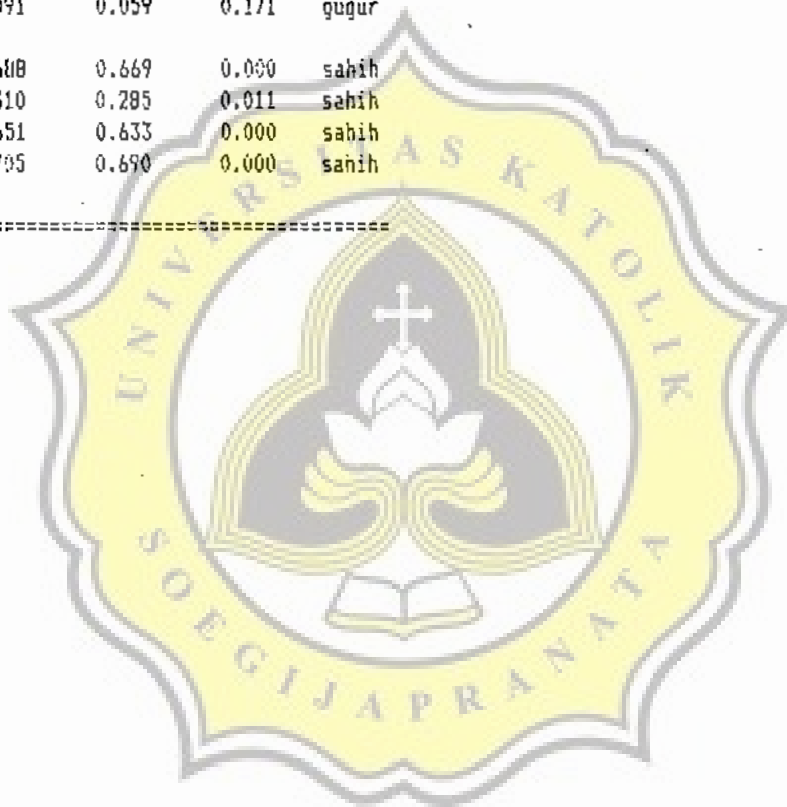 0.059 0.171 gugur
0.669 0.000 sahih
0.285 0.011 sahih
0.633 0.000 sahih
0.690 0.000 sahih
===================================
UNIVERSITAS KATOLIK
SOEGIJAPRANATA